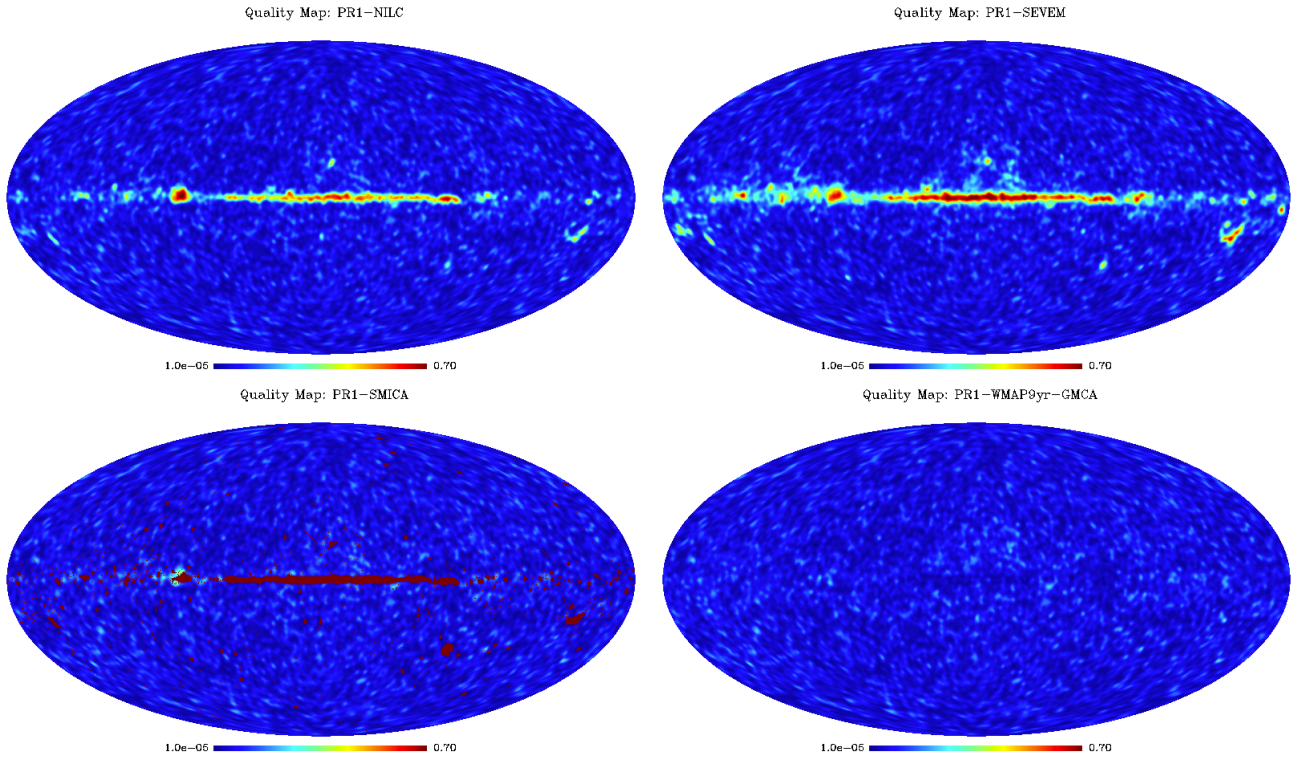 Quality Map: PR1-NILC
Quality Map: PR1-SEVEM
1.0e-05 0.70
1.0e-05 0.70
Quality Map: PR1-SMICA
Quality Map: PR1-WMAP9yr-GMCA
1.0e-05 0.70
1.0e-05 0.70